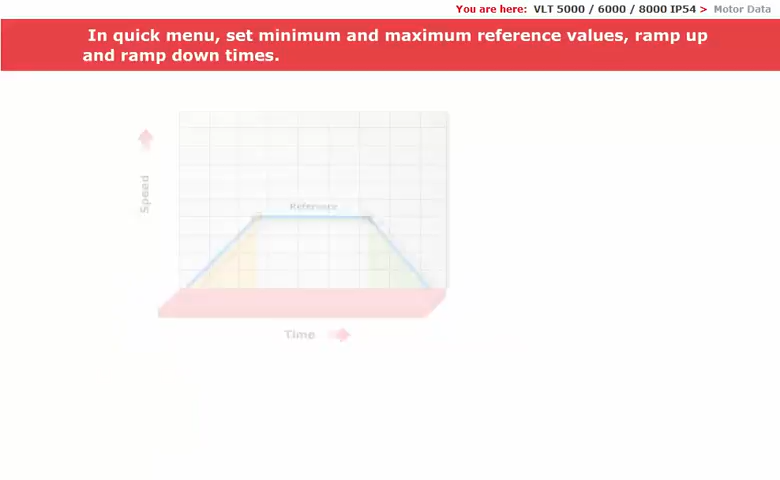 You are here: VLT 5000 / 6000 / 8000 IP54 > Motor Data
In quick menu, set minimum and maximum reference values, ramp up
and ramp down times.
Speed
Reference
Time